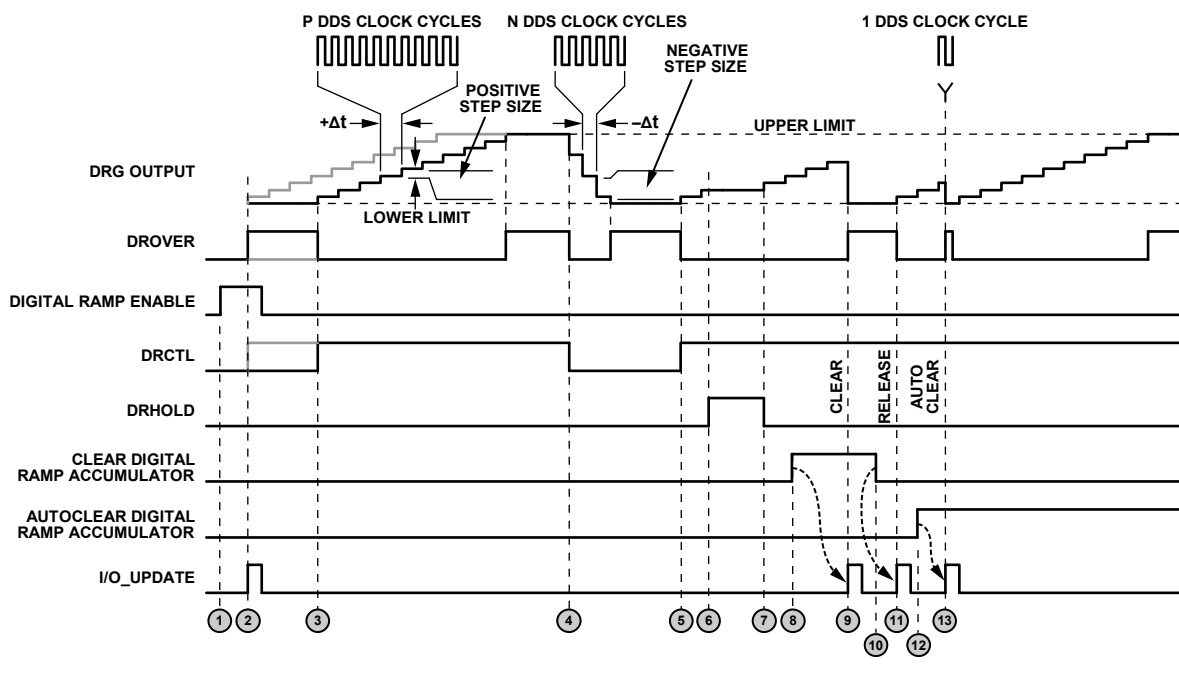 P DDS CLOCK CYCLES
N DDS CLOCK CYCLES
1 DDS CLOCK CYCLE
NEGATIVE
STEP SIZE
POSITIVE
STEP SIZE
+Δt
–Δt
UPPER LIMIT
DRG OUTPUT
LOWER LIMIT
DROVER
DIGITAL RAMP ENABLE
DRCTL
CLEAR
RELEASE
AUTO
CLEAR
DRHOLD
CLEAR DIGITAL
RAMP ACCUMULATOR
AUTOCLEAR DIGITAL
RAMP ACCUMULATOR
I/O_UPDATE
1 2 3 4 5 6 7 8 9 11 13
10 12